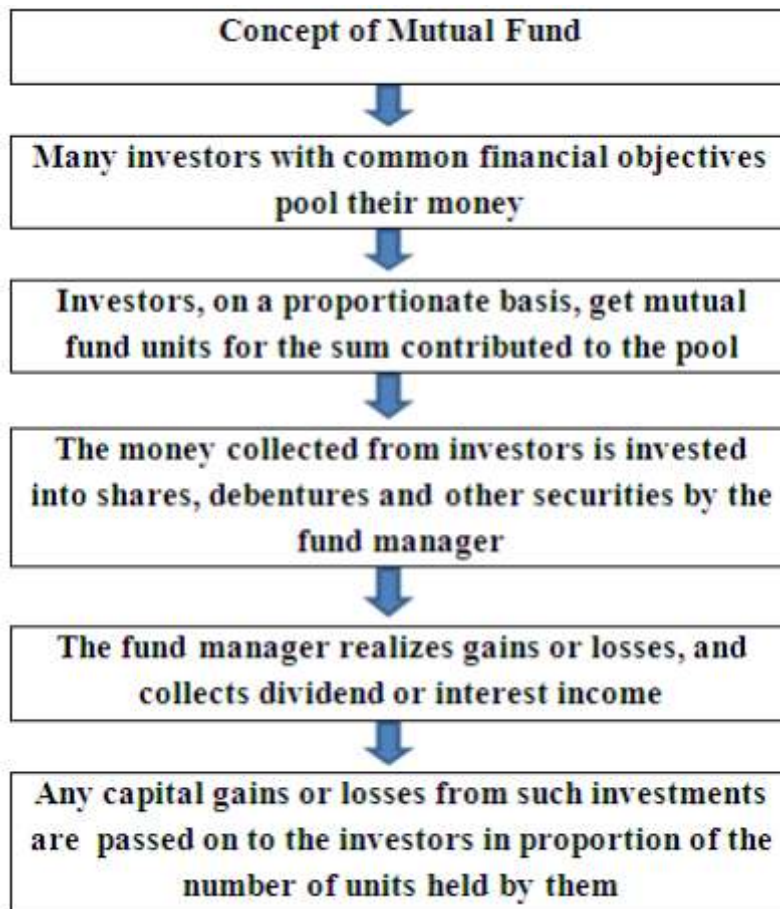 Concept of Mutual Fund
Many investors with common financial objectives
pool their money
Investors, on a proportionate basis, get mutual
fund units for the sum contributed to the pool
The money collected from investors is invested
into shares, debentures and other securities by the
fund manager
The fund manager realizes gains or losses, and
collects dividend or interest income
Any capital gains or losses from such investments
are passed on to the investors in proportion of the
number of units held by them